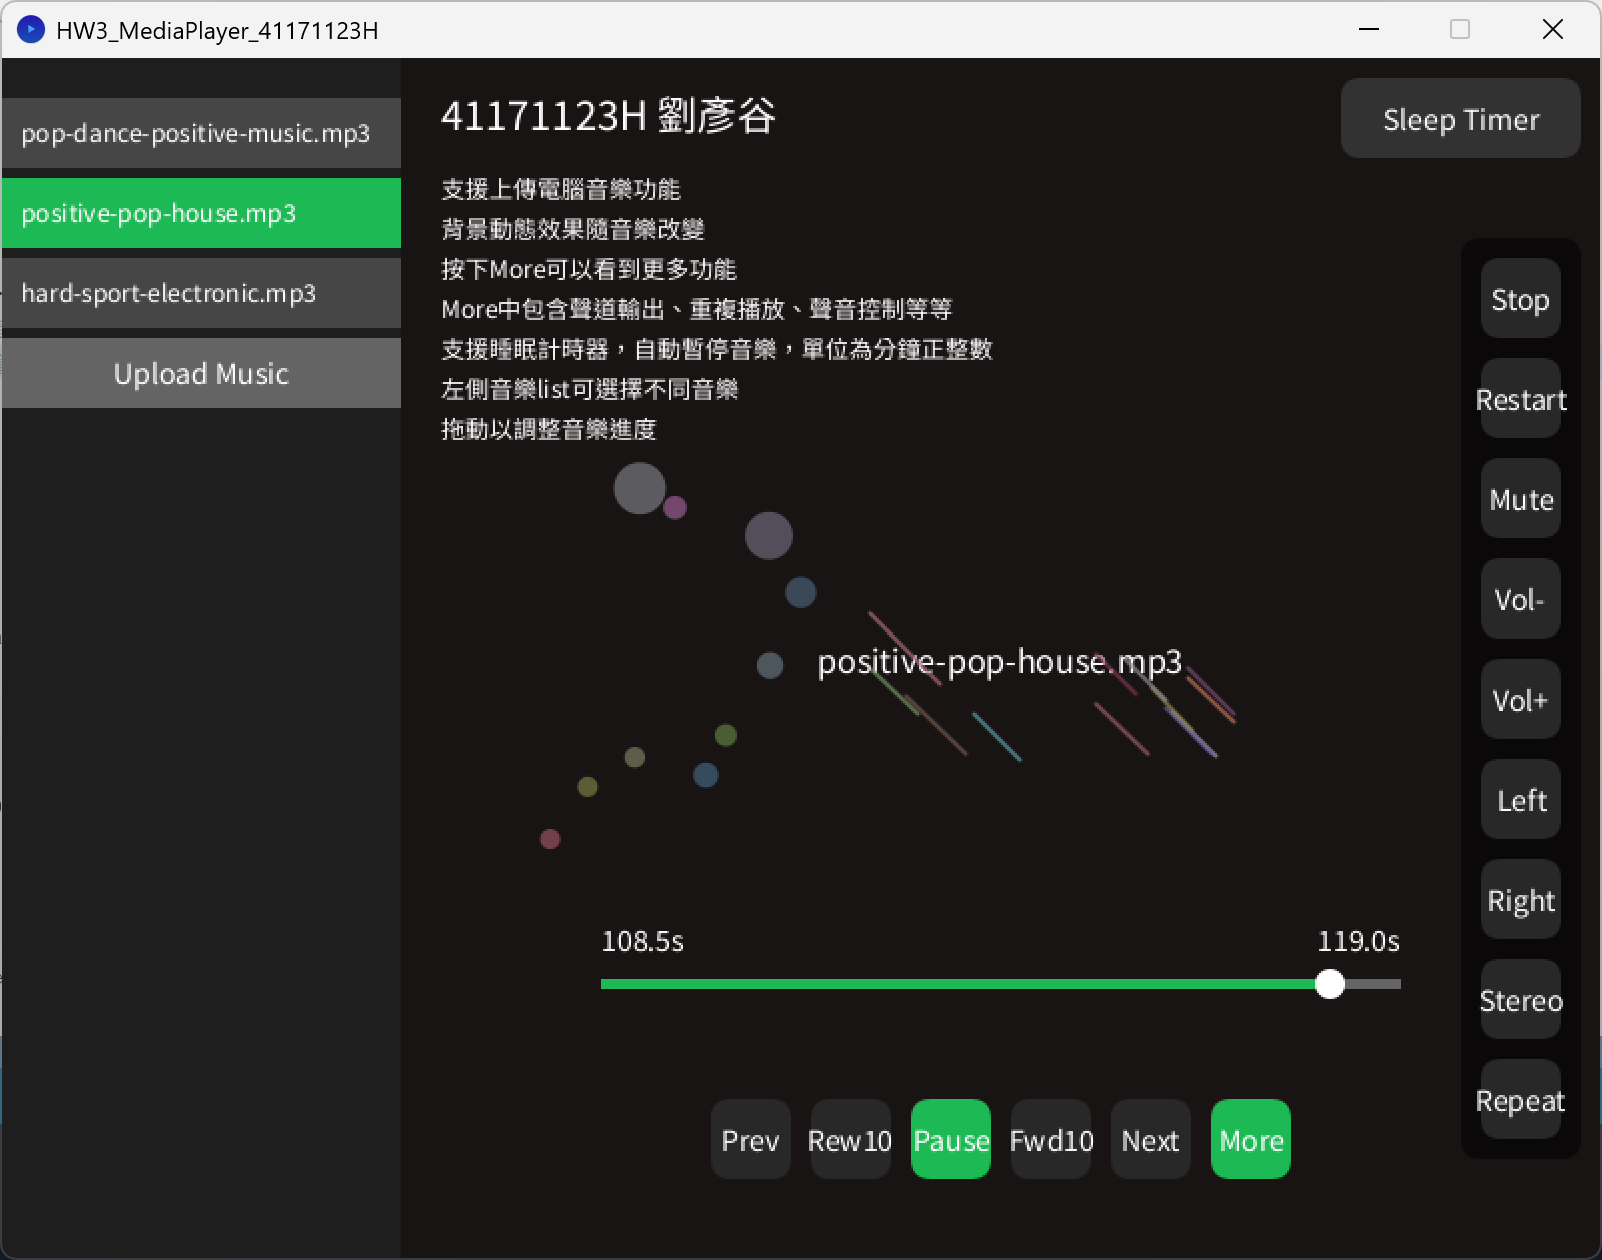 HW3_MediaPlayer_41171123H
pop-dance-positive-music.mp3
positive-pop-house.mp3
hard-sport-electronic.mp3
Upload Music
41171123H 劉彥谷
Sleep Timer
支援上傳電腦音樂功能
背景動態效果隨音樂改變
按下More可以看到更多功能
More中包含聲道輸出、重複播放、聲音控制等等
支援睡眠計時器，自動暫停音樂，單位為分鐘正整數
左側音樂list可選擇不同音樂
拖動以調整音樂進度
positive-pop-house.mp3
108.5s
119.0s
Prev
Rew10
Pause
Fwd10
Next
More
Stop
Restart
Mute
Vol-
Vol+
Left
Right
Stereo
Repeat